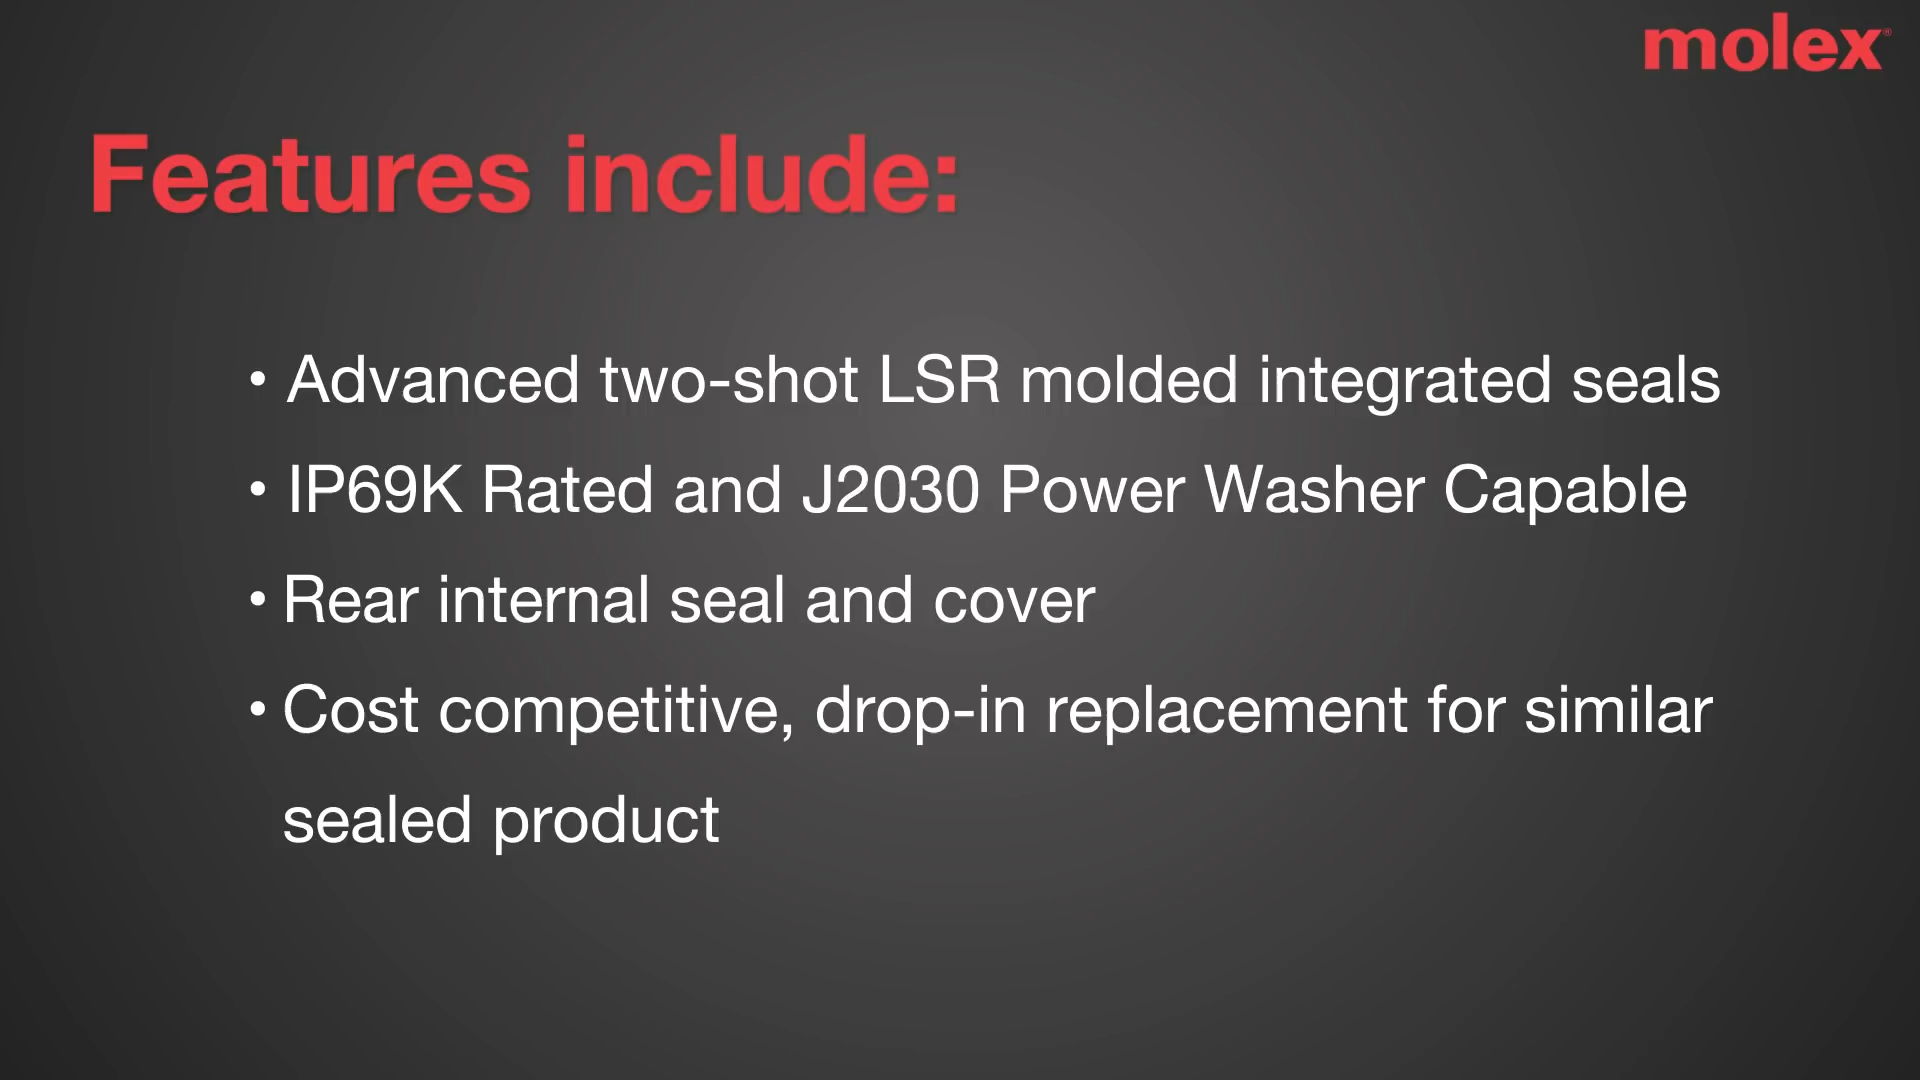 molex®
Features include:
• Advanced two-shot LSR molded integrated seals
• IP69K Rated and J2030 Power Washer Capable
• Rear internal seal and cover
• Cost competitive, drop-in replacement for similar
sealed product